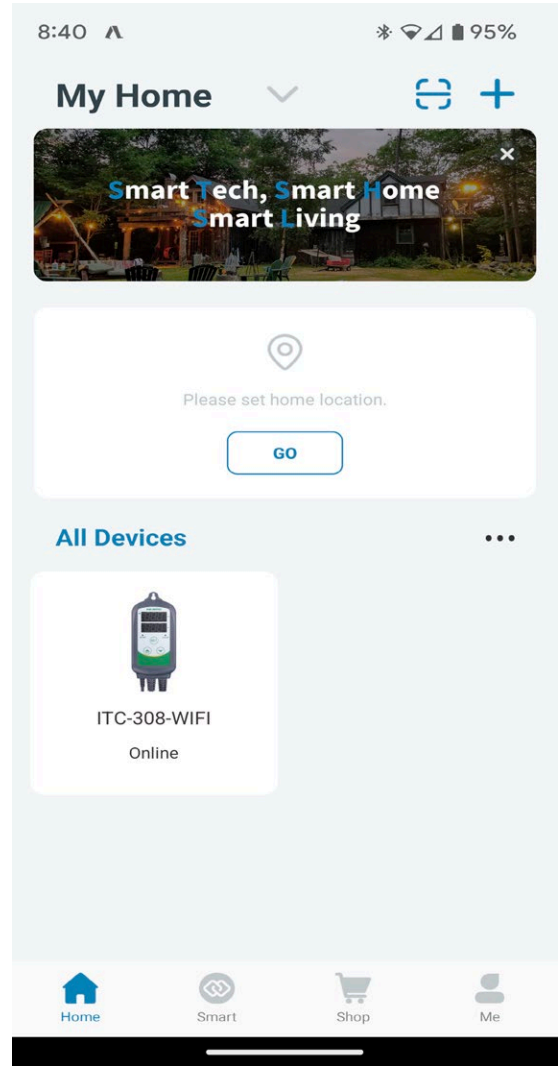 8:40
95%
My Home
Smart Tech, Smart Home
Smart Living
Please set home location.
GO
All Devices
ITC-308-WIFI
Online
Home
Smart
Shop
Me